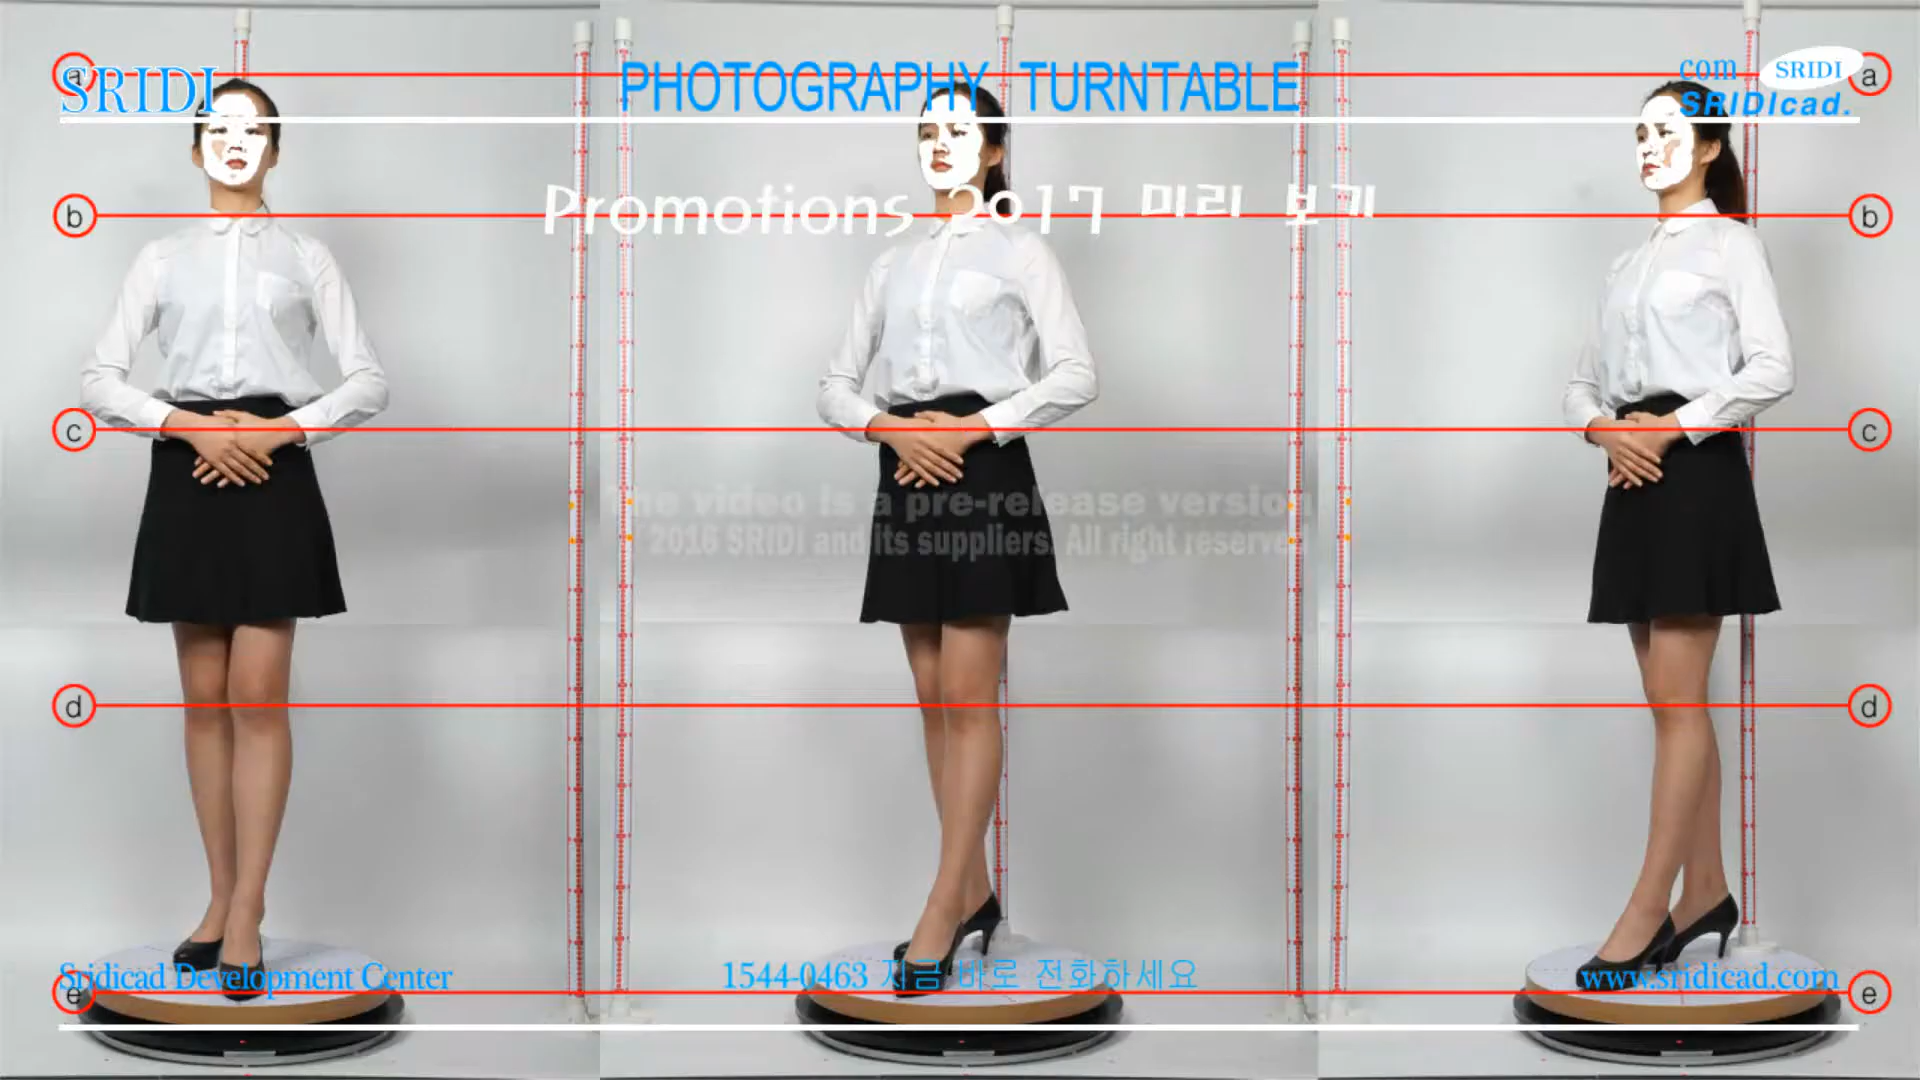 SRIDI
PHOTOGRAPHY TURNTABLE
com SRIDI
SRIDIcad.
a a
Promotions 2017 미리 보기
b b
c c
The video is a pre-release version
2016 SRIDI and its suppliers. All right reserved
d d
Sridicad Development Center
1544-0463 지금 바로 전화하세요
www.sridicad.com
e e